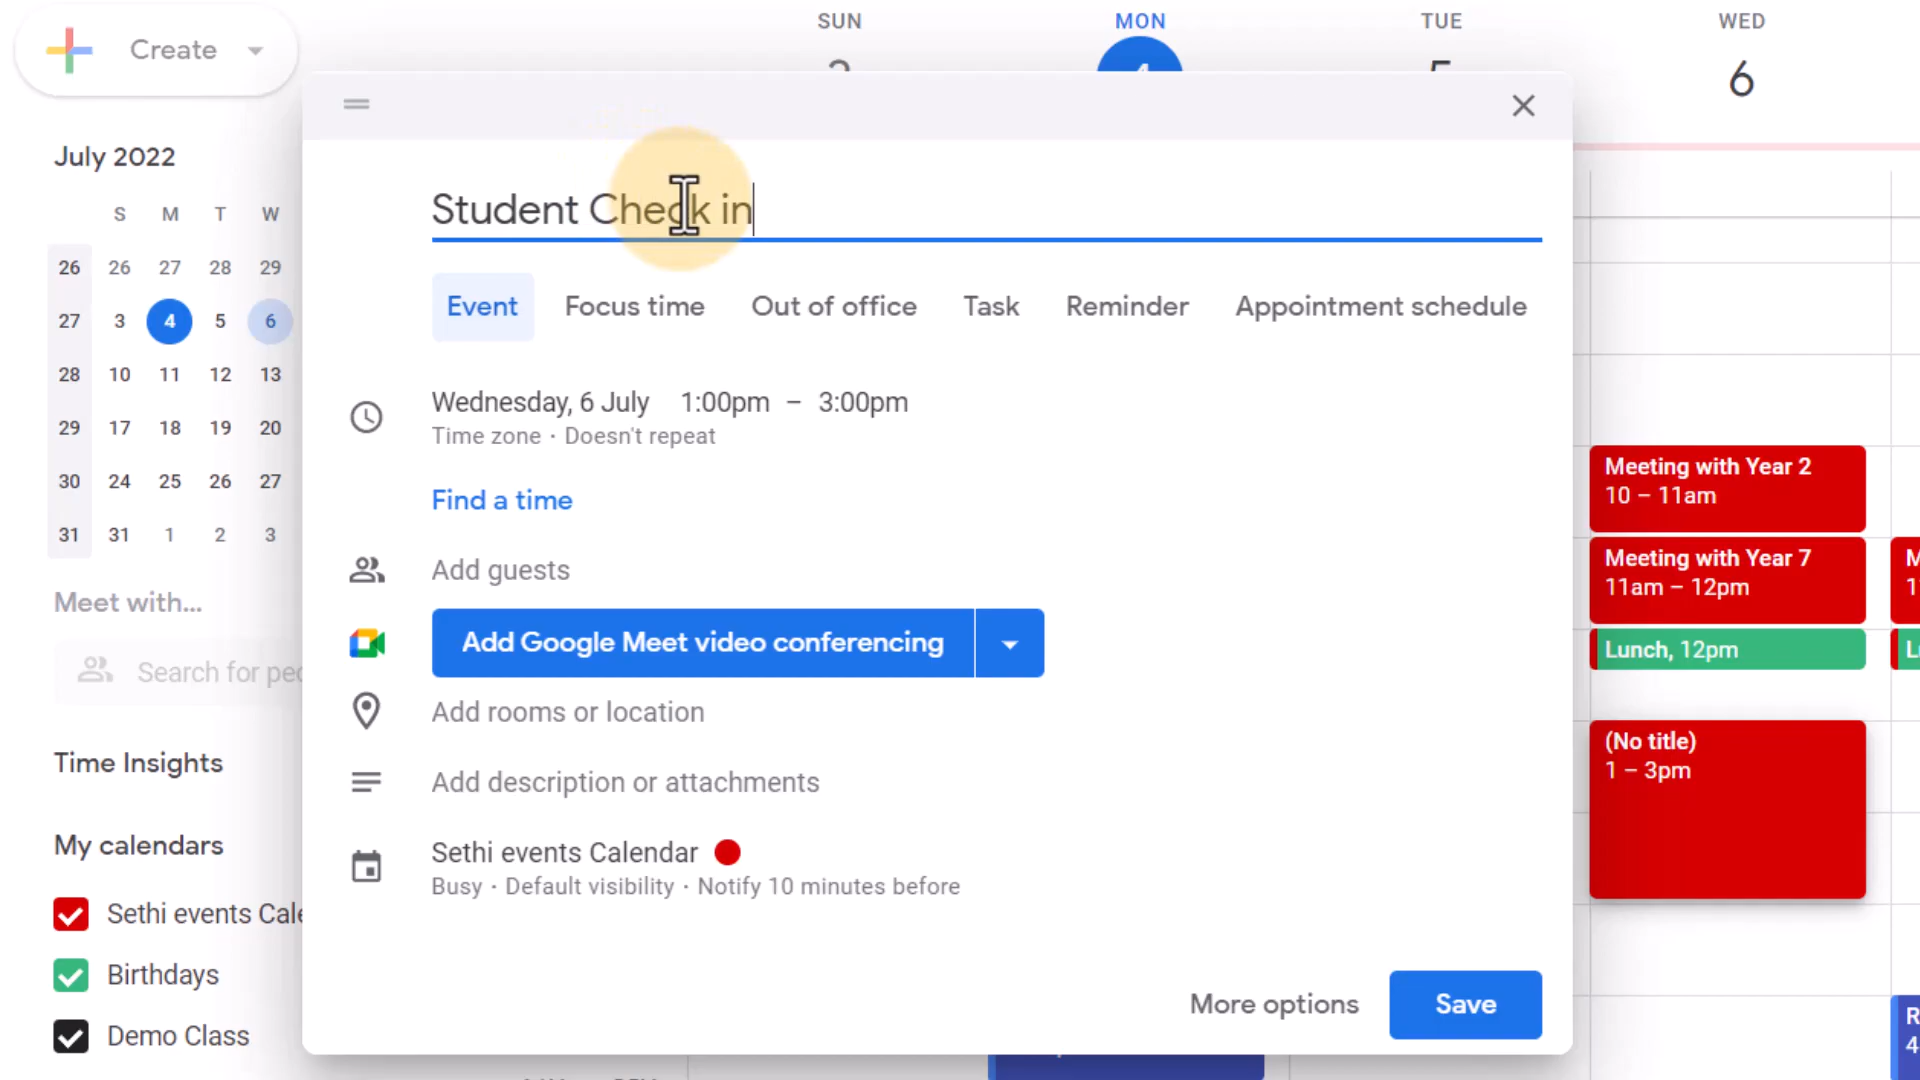 Create
SUN
MON
TUE
WED
6
July 2022
S M T W
26 26 27 28 29
27 3 4 5 6
28 10 11 12 13
29 17 18 19 20
30 24 25 26 27
31 31 1 2 3
Meet with...
Search for
Time Insights
My calendars
Sethi events
Birthdays
Demo Class
Student Check in
Event Focus time Out of office Task Reminder Appointment schedule
Wednesday, 6 July 1:00pm – 3:00pm
Time zone · Doesn't repeat
Find a time
Add guests
Add Google Meet video conferencing
Add rooms or location
Add description or attachments
Sethi events Calendar
Busy · Default visibility · Notify 10 minutes before
More options
Save
Meeting with Year 2
10 – 11am
Meeting with Year 7
11am – 12pm
Lunch, 12pm
(No title)
1 – 3pm